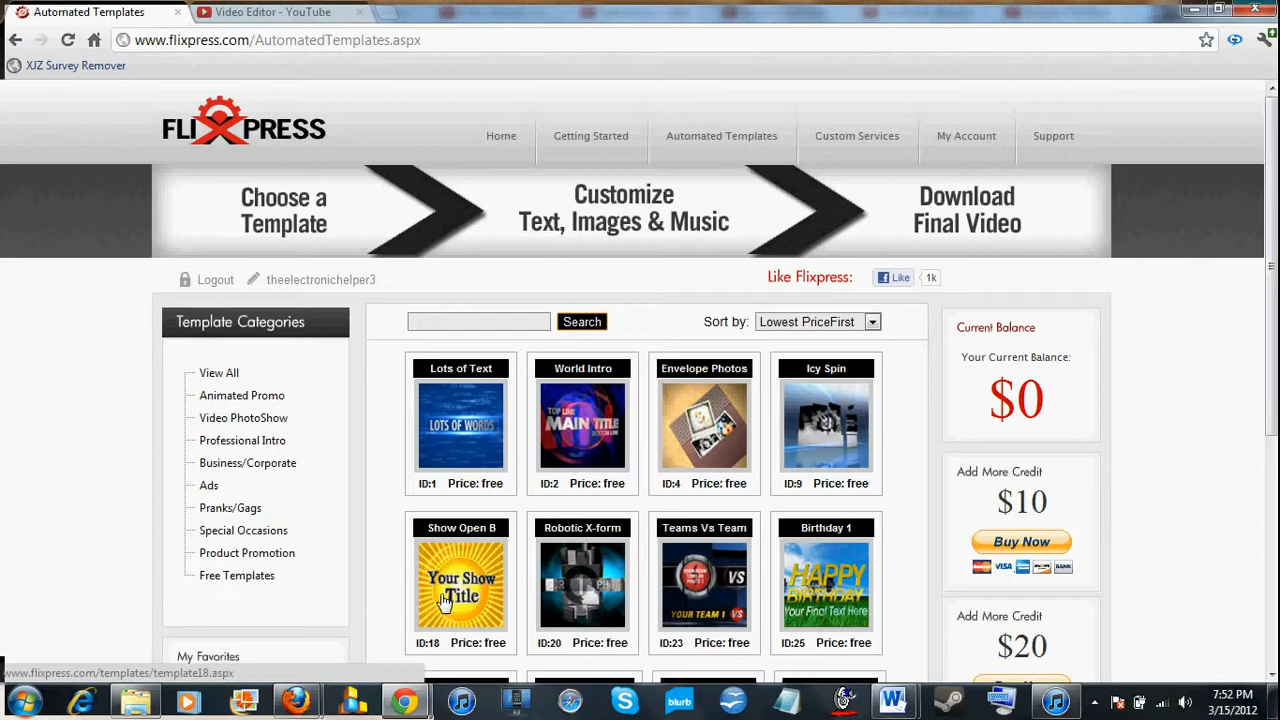 Automated Templates
Video Editor - YouTube
www.flixpress.com/AutomatedTemplates.aspx
XJZ Survey Remover
FLIXPRESS
Home
Getting Started
Automated Templates
Custom Services
My Account
Support
Choose a
Template
Customize
Text, Images & Music
Download
Final Video
Logout
theelectronichelper3
Like Flixpress:
Like
1k
Template Categories
View All
Animated Promo
Video PhotoShow
Professional Intro
Business/Corporate
Ads
Pranks/Gags
Special Occasions
Product Promotion
Free Templates
My Favorites
Search
Sort by:
Lowest PriceFirst
Lots of Text
World Intro
Envelope Photos
Icy Spin
LOTS OF WORDS
TOP LINE
MAIN TITLE
BOTTOM LINE
ID:1 Price: free
ID:2 Price: free
ID:4 Price: free
ID:9 Price: free
Show Open B
Robotic X-form
Teams Vs Team
Birthday 1
Your Show
Title
VS
YOUR TEAM 1 VS
HAPPY
BIRTHDAY
Your Final Text Here
ID:18 Price: free
ID:20 Price: free
ID:23 Price: free
ID:25 Price: free
Current Balance
Your Current Balance:
$0
Add More Credit
$10
Buy Now
VISA
BANK
Add More Credit
$20
www.flixpress.com/templates/template18.aspx
blurb
7:52 PM
3/15/2012